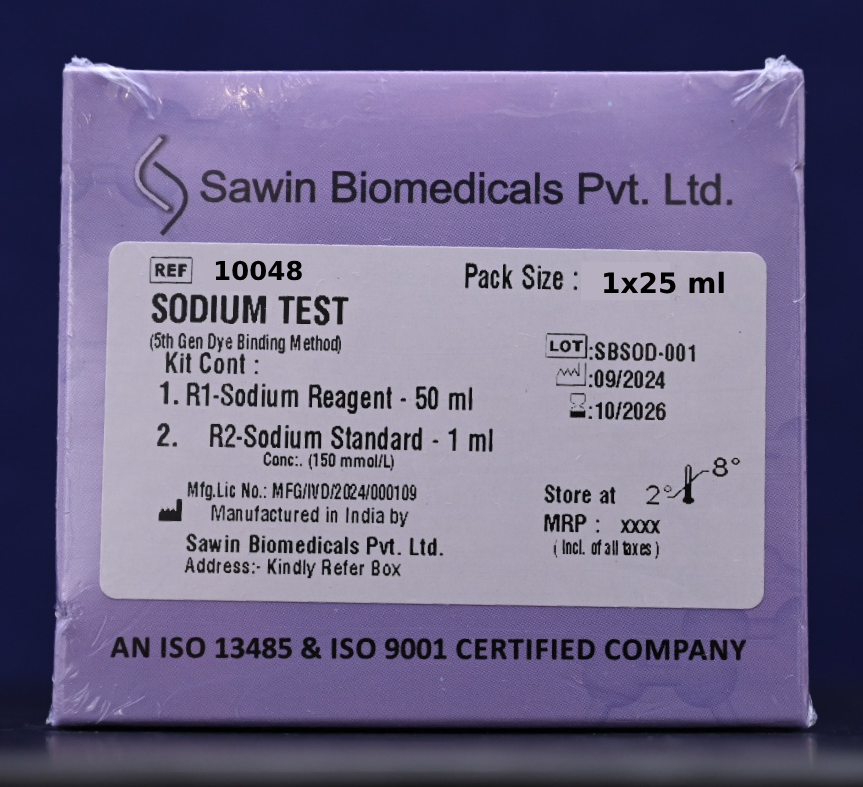 Sawin Biomedicals Pvt. Ltd.
REF 10048
Pack Size : 1x25 ml
SODIUM TEST
(5th Gen Dye Binding Method)
Kit Cont :
1. R1-Sodium Reagent - 50 ml
2. R2-Sodium Standard - 1 ml
Conc:. (150 mmol/L)
LOT :SBSOD-001
:09/2024
:10/2026
Mfg.Lic No.: MFG/IVD/2024/000109
Manufactured in India by
Sawin Biomedicals Pvt. Ltd.
Address:- Kindly Refer Box
Store at 2° 8°
MRP : xxxx
( Incl. of all taxes )
AN ISO 13485 & ISO 9001 CERTIFIED COMPANY